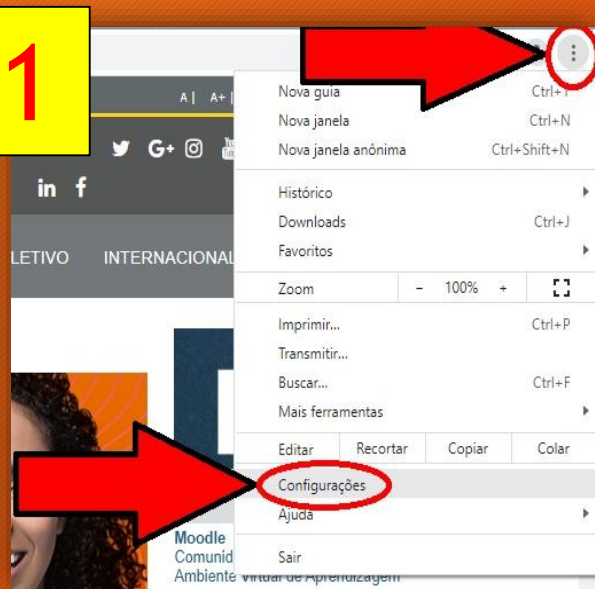 1
A | A+ |
G+
You
in f
LETIVO INTERNACIONAL
Nova guia Ctrl+T
Nova janela Ctrl+N
Nova janela anônima Ctrl+Shift+N
Histórico
Downloads Ctrl+J
Favoritos
Zoom - 100% +
Imprimir... Ctrl+P
Transmitir...
Buscar... Ctrl+F
Mais ferramentas
Editar Recortar Copiar Colar
Configurações
Ajuda
Sair
Moodle
Comunid
Ambiente Virtual de Aprendizagem